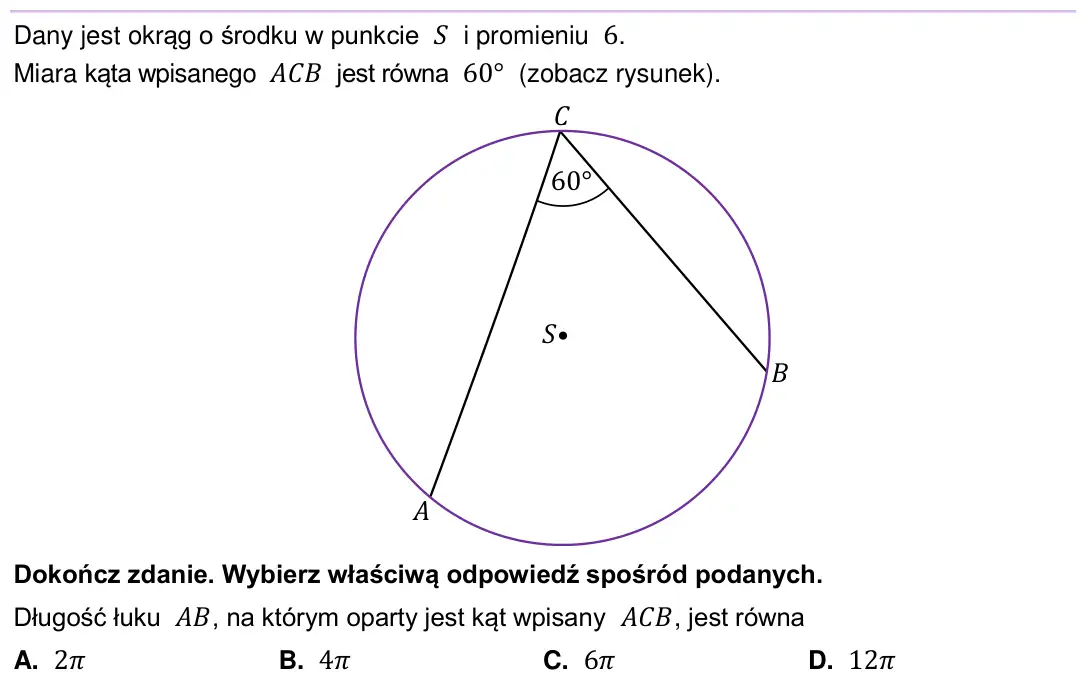 Dany jest okrąg o środku w punkcie S i promieniu 6.
Miara kąta wpisanego ACB jest równa 60° (zobacz rysunek).
C
60°
S
B
A
Dokończ zdanie. Wybierz właściwą odpowiedź spośród podanych.
Długość łuku AB, na którym oparty jest kąt wpisany ACB, jest równa
A. 2π B. 4π C. 6π D. 12π